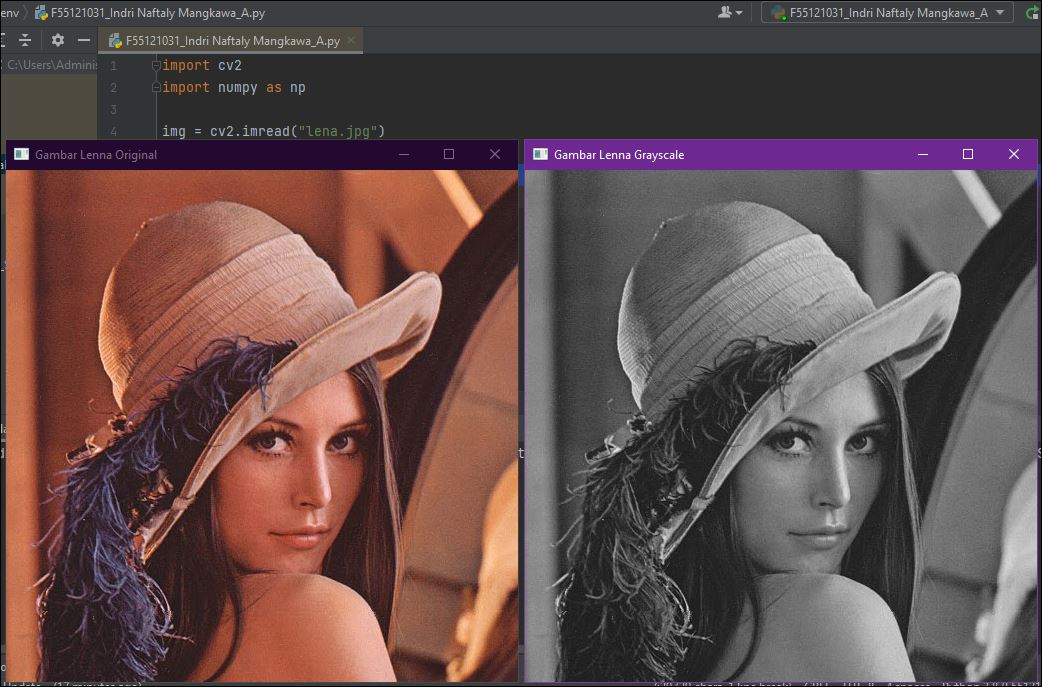 env F55121031_Indri Naftaly Mangkawa_A.py
F55121031_Indri Naftaly Mangkawa_A
F55121031_Indri Naftaly Mangkawa_A.py
C:\Users\Adminis
1 import cv2
2 import numpy as np
3
4 img = cv2.imread("lena.jpg")
Gambar Lenna Original
Gambar Lenna Grayscale